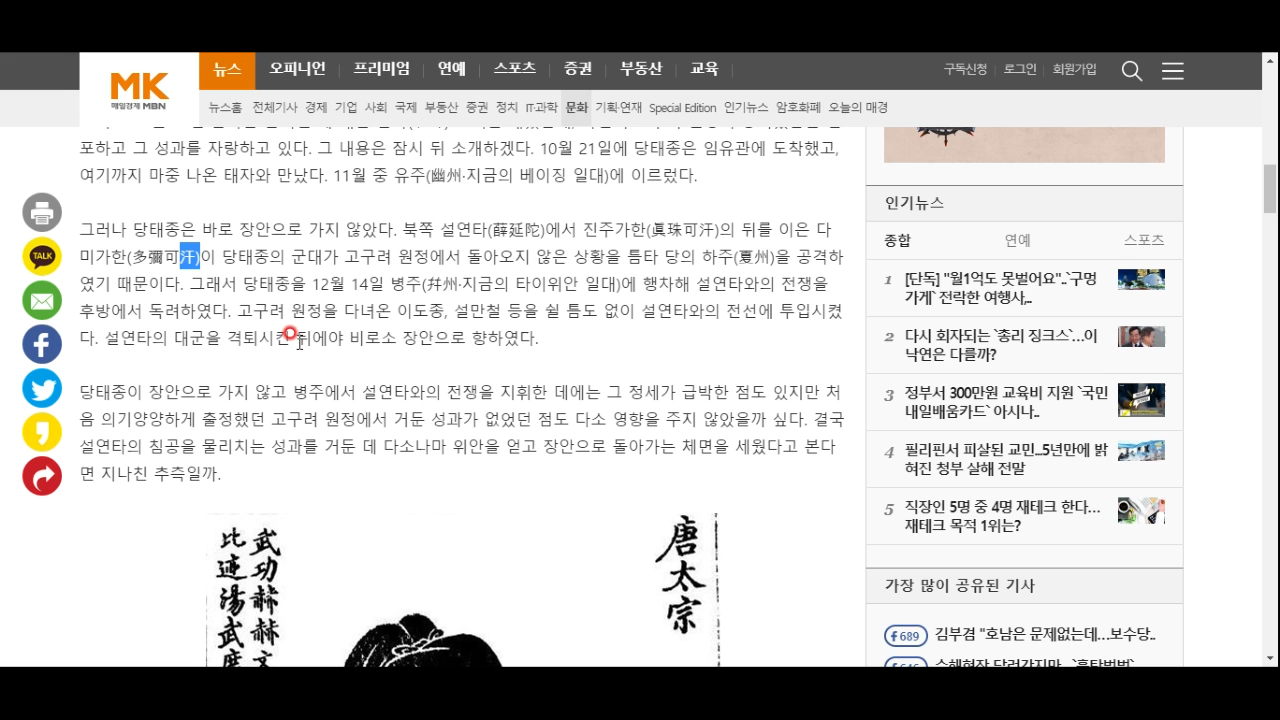 MK
매일경제 MBN
뉴스 오피니언 프리미엄 연예 스포츠 증권 부동산 교육
구독신청 로그인 회원가입
뉴스홈 전체기사 경제 기업 사회 국제 부동산 증권 정치 IT·과학 문화 기획·연재 Special Edition 인기뉴스 암호화폐 오늘의 매경
포하고 그 성과를 자랑하고 있다. 그 내용은 잠시 뒤 소개하겠다. 10월 21일에 당태종은 임유관에 도착했고,
여기까지 마중 나온 태자와 만났다. 11월 중 유주(幽州·지금의 베이징 일대)에 이르렀다.
그러나 당태종은 바로 장안으로 가지 않았다. 북쪽 설연타(薛延陀)에서 진주가한(眞珠可汗)의 뒤를 이은 다
미가한(多彌可汗)이 당태종의 군대가 고구려 원정에서 돌아오지 않은 상황을 틈타 당의 하주(夏州)을 공격하
였기 때문이다. 그래서 당태종을 12월 14일 병주(幷州·지금의 타이위안 일대)에 행차해 설연타와의 전쟁을
후방에서 독려하였다. 고구려 원정을 다녀온 이도종, 설만철 등을 쉴 틈도 없이 설연타와의 전선에 투입시켰
다. 설연타의 대군을 격퇴시킨 뒤에야 비로소 장안으로 향하였다.
당태종이 장안으로 가지 않고 병주에서 설연타와의 전쟁을 지휘한 데에는 그 정세가 급박한 점도 있지만 처
음 의기양양하게 출정했던 고구려 원정에서 거둔 성과가 없었던 점도 다소 영향을 주지 않았을까 싶다. 결국
설연타의 침공을 물리치는 성과를 거둔 데 다소나마 위안을 얻고 장안으로 돌아가는 체면을 세웠다고 본다
면 지나친 추측일까.
TALK
唐太宗
武功赫赫
比迹湯武
인기뉴스
종합 연예 스포츠
1 [단독] "월1억도 못벌어요"..`구멍
가게` 전락한 여행사,..
2 다시 회자되는 `총리 징크스`…이
낙연은 다를까?
3 정부서 300만원 교육비 지원 `국민
내일배움카드` 아시나..
4 필리핀서 피살된 교민...5년만에 밝
혀진 청부 살해 전말
5 직장인 5명 중 4명 재테크 한다…
재테크 목적 1위는?
가장 많이 공유된 기사
689 김부겸 "호남은 문제없는데…보수당..